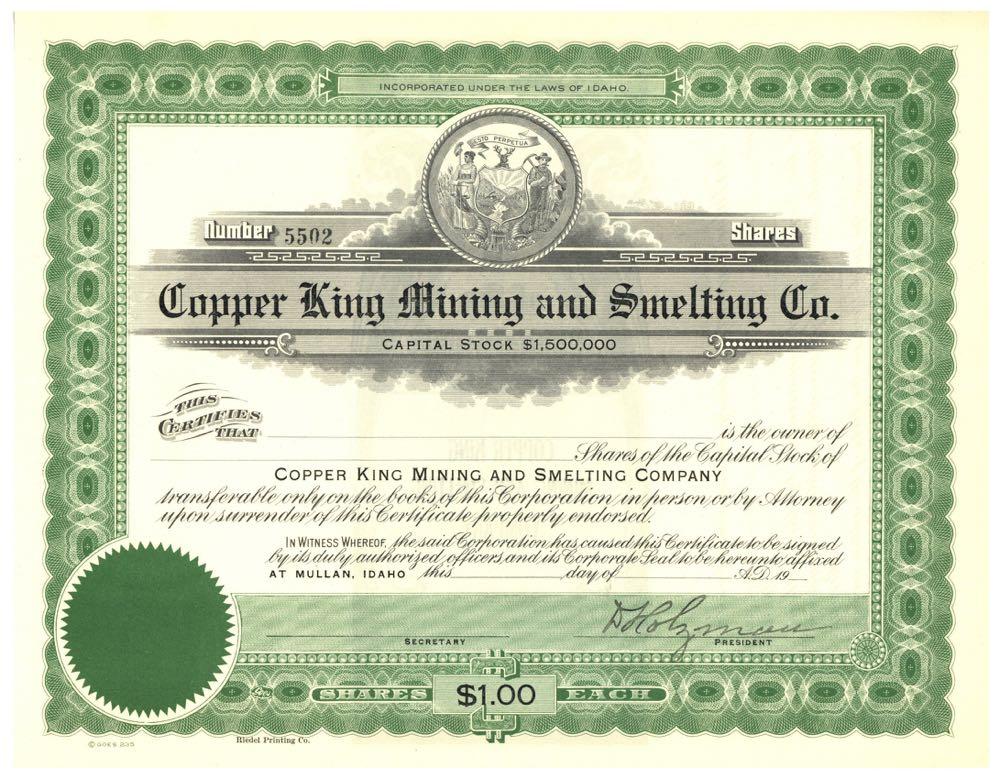 INCORPORATED UNDER THE LAWS OF IDAHO.
ESTO PERPETUA
Number 5502 Shares
Copper King Mining and Smelting Co.
CAPITAL STOCK $1,500,000
THIS CERTIFIES THAT
is the owner of
Shares of the Capital Stock of
COPPER KING MINING AND SMELTING COMPANY
transferable only on the books of this Corporation in person or by Attorney
upon surrender of this Certificate properly endorsed.
IN WITNESS WHEREOF, the said Corporation has caused this Certificate to be signed
by its duly authorized officers and its Corporate Seal to be hereunto affixed
AT MULLAN, IDAHO this day of A.D. 19
D Holzman
SECRETARY PRESIDENT
SHARES $1.00 EACH
© GOES 235 Riedel Printing Co.